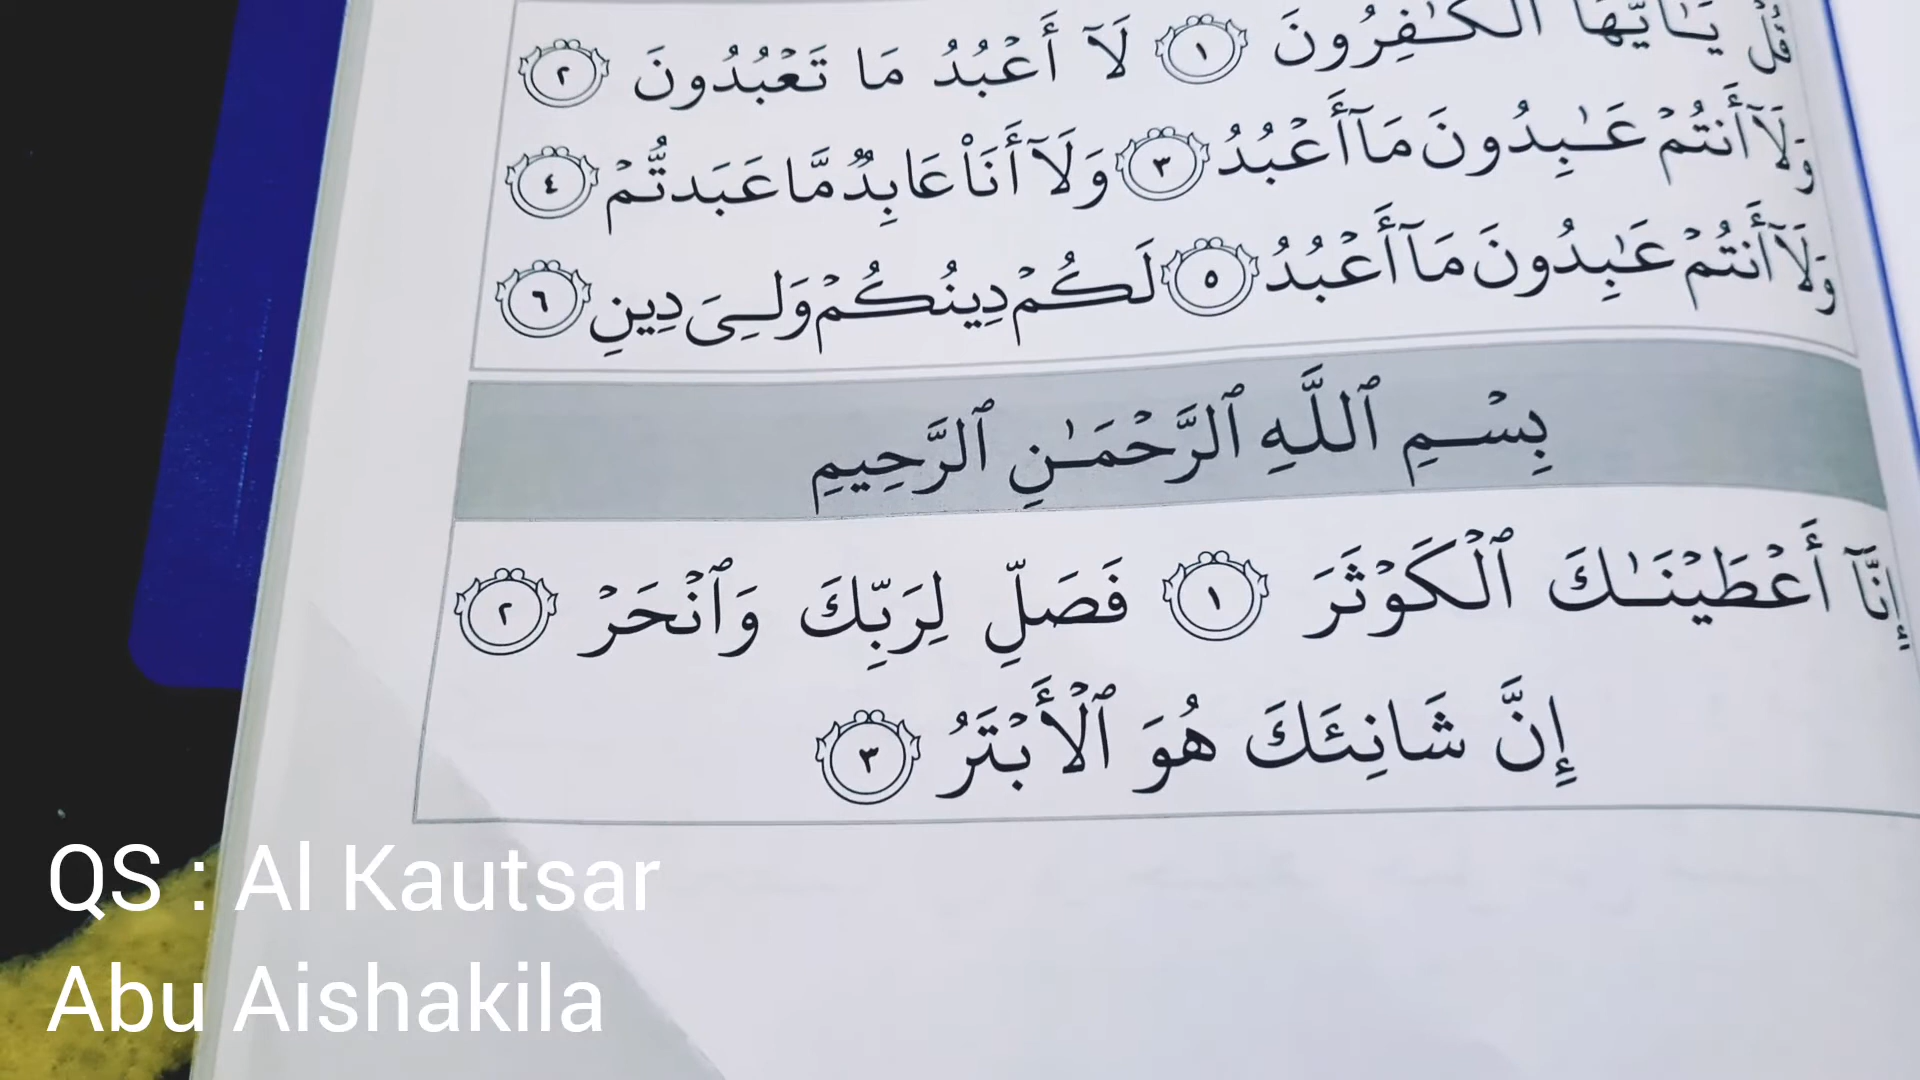 قُلۡ يَـٰٓأَيُّهَا ٱلۡكَـٰفِرُونَ ١ لَآ أَعۡبُدُ مَا تَعۡبُدُونَ ٢
وَلَآ أَنتُمۡ عَـٰبِدُونَ مَآ أَعۡبُدُ ٣ وَلَآ أَنَا۠ عَابِدٌ مَّا عَبَدتُّمۡ ٤
وَلَآ أَنتُمۡ عَـٰبِدُونَ مَآ أَعۡبُدُ ٥ لَكُمۡ دِينُكُمۡ وَلِىَ دِينِ ٦
بِسۡمِ ٱللَّهِ ٱلرَّحۡمَـٰنِ ٱلرَّحِيمِ
إِنَّآ أَعۡطَيۡنَـٰكَ ٱلۡكَوۡثَرَ ١ فَصَلِّ لِرَبِّكَ وَٱنۡحَرۡ ٢
إِنَّ شَانِئَكَ هُوَ ٱلۡأَبۡتَرُ ٣
QS : Al Kautsar
Abu Aishakila